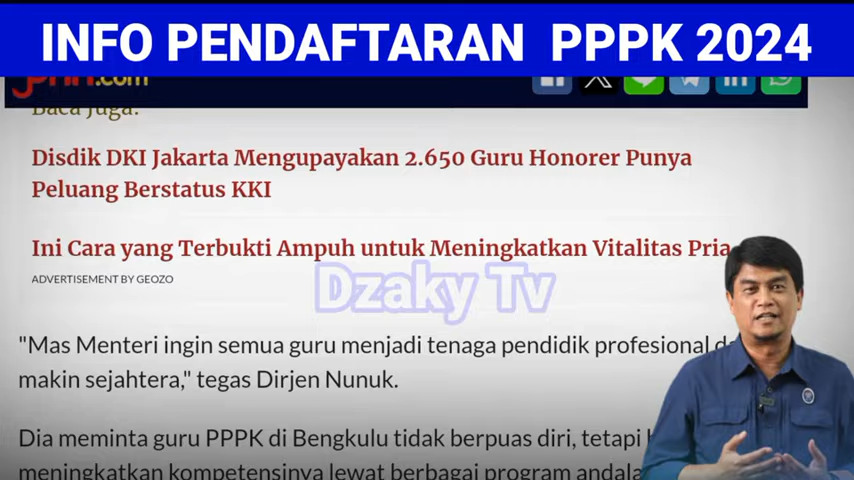 INFO PENDAFTARAN PPPK 2024
jpnn.com
Baca Juga:
Disdik DKI Jakarta Mengupayakan 2.650 Guru Honorer Punya
Peluang Berstatus KKI
Ini Cara yang Terbukti Ampuh untuk Meningkatkan Vitalitas Pria
ADVERTISEMENT BY GEOZO
Dzaky Tv
"Mas Menteri ingin semua guru menjadi tenaga pendidik profesional
makin sejahtera," tegas Dirjen Nunuk.
Dia meminta guru PPPK di Bengkulu tidak berpuas diri, tetapi
meningkatkan kompetensinya lewat berbagai program